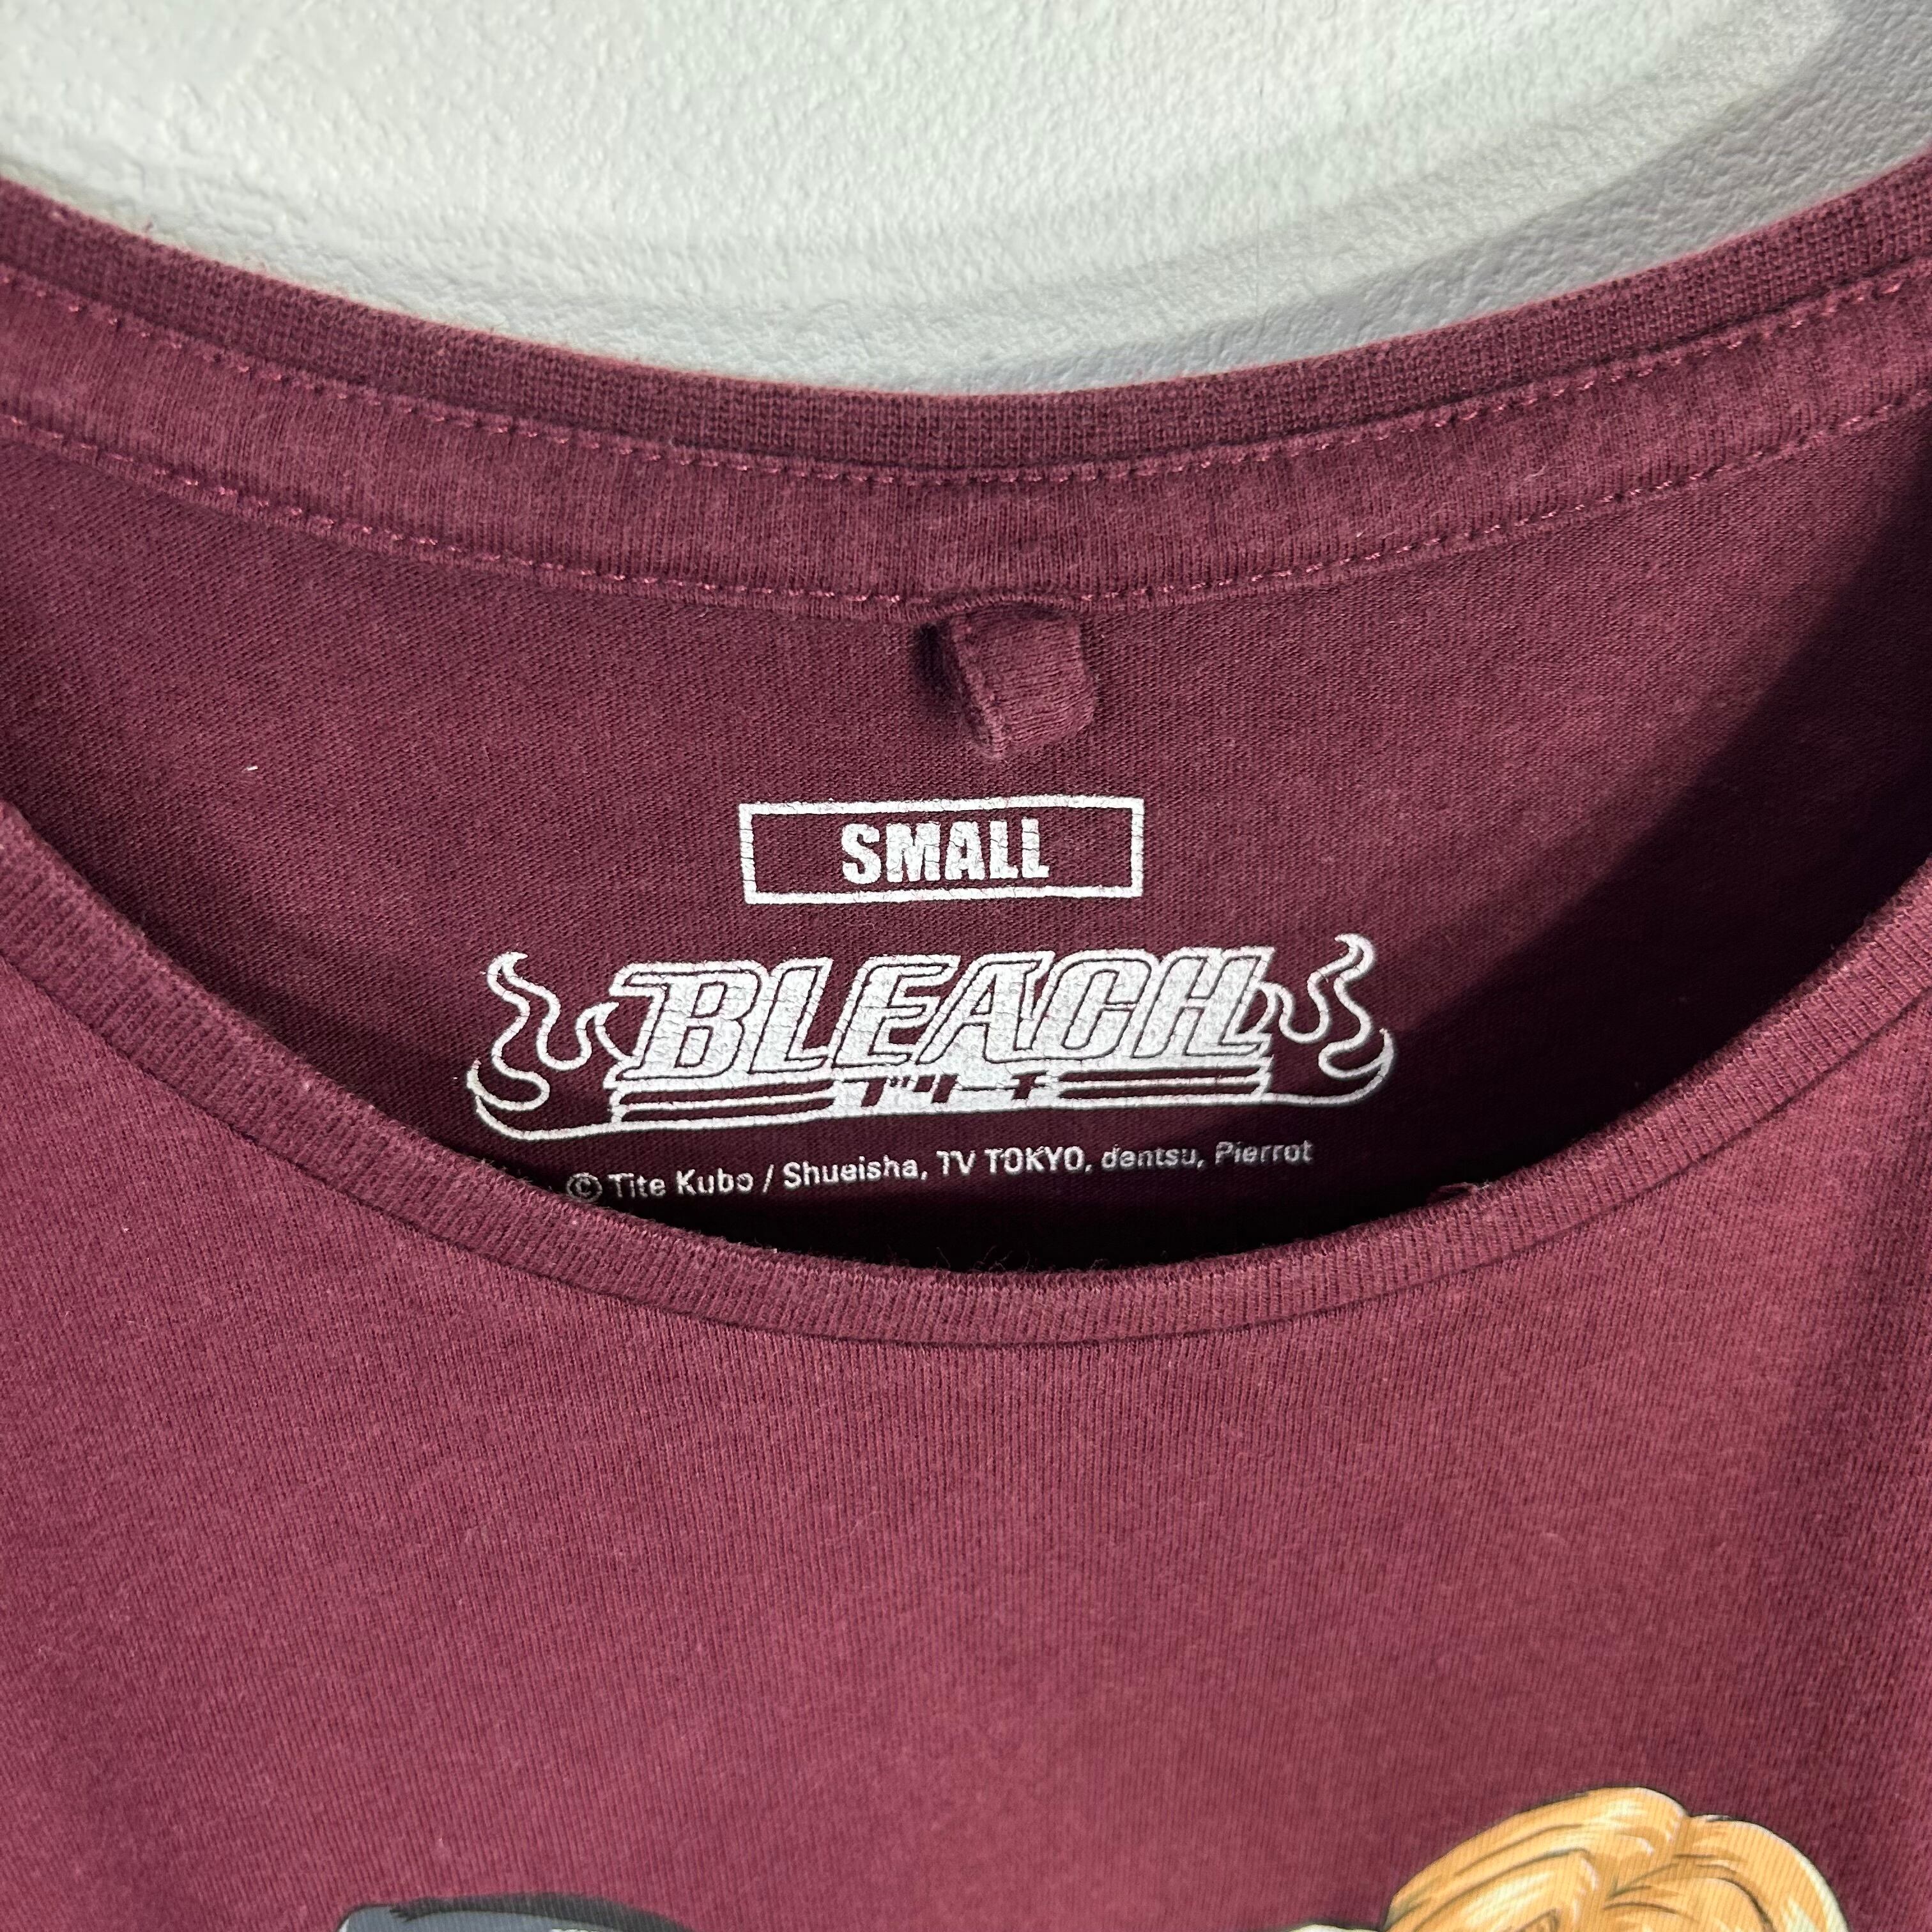 SMALL
BLEACH
ブリーチ
© Tite Kubo / Shueisha, TV TOKYO, dentsu, Pierrot